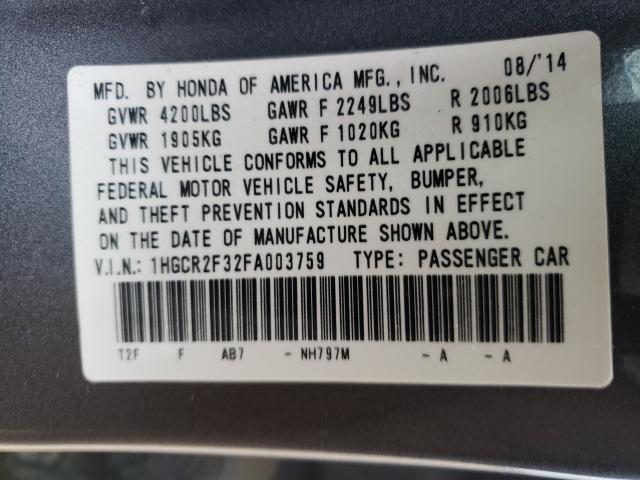 MFD. BY HONDA OF AMERICA MFG., INC. 08/'14
GVWR 4200LBS GAWR F 2249LBS R 2006LBS
GVWR 1905KG GAWR F 1020KG R 910KG
THIS VEHICLE CONFORMS TO ALL APPLICABLE
FEDERAL MOTOR VEHICLE SAFETY, BUMPER,
AND THEFT PREVENTION STANDARDS IN EFFECT
ON THE DATE OF MANUFACTURE SHOWN ABOVE.
V.I.N.: 1HGCR2F32FA003759 TYPE: PASSENGER CAR
T2F F AB7 - NH797M - A - A